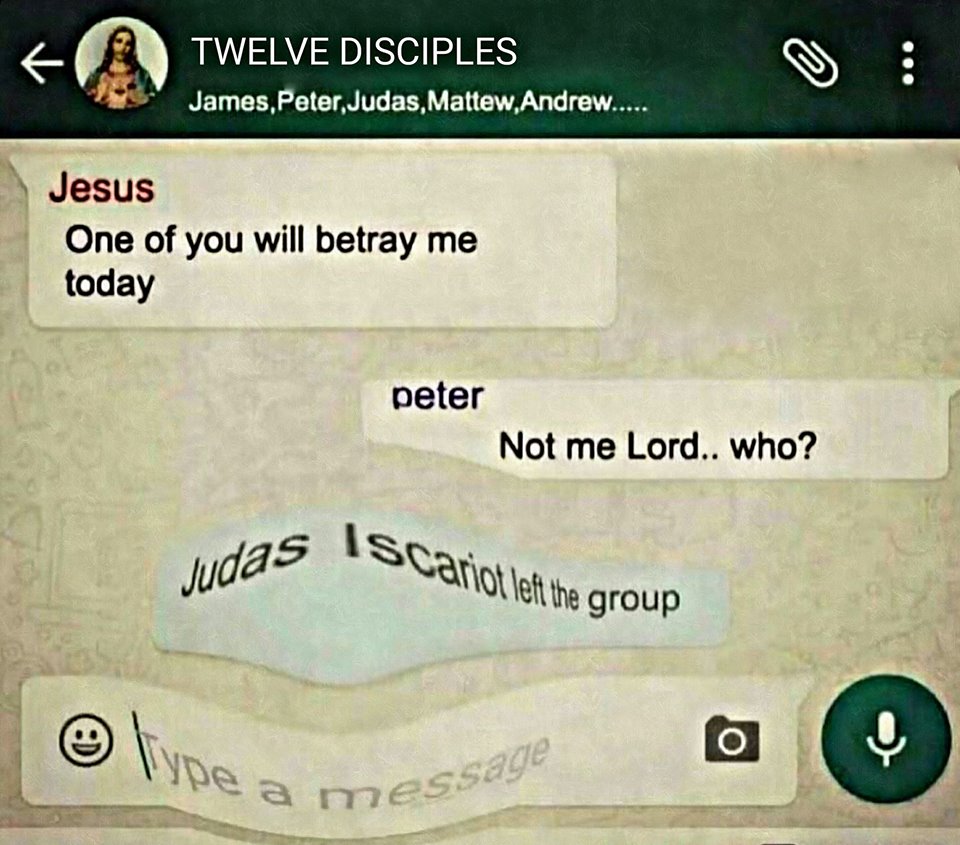 TWELVE DISCIPLES
James,Peter,Judas,Mattew,Andrew.....
Jesus
One of you will betray me
today
peter
Not me Lord.. who?
Judas Iscariot left the group
Type a message